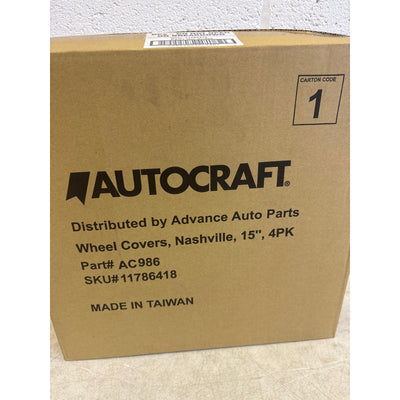 CARTON CODE
1
AUTOCRAFT®
Distributed by Advance Auto Parts
Wheel Covers, Nashville, 15", 4PK
Part# AC986
SKU#11786418
MADE IN TAIWAN